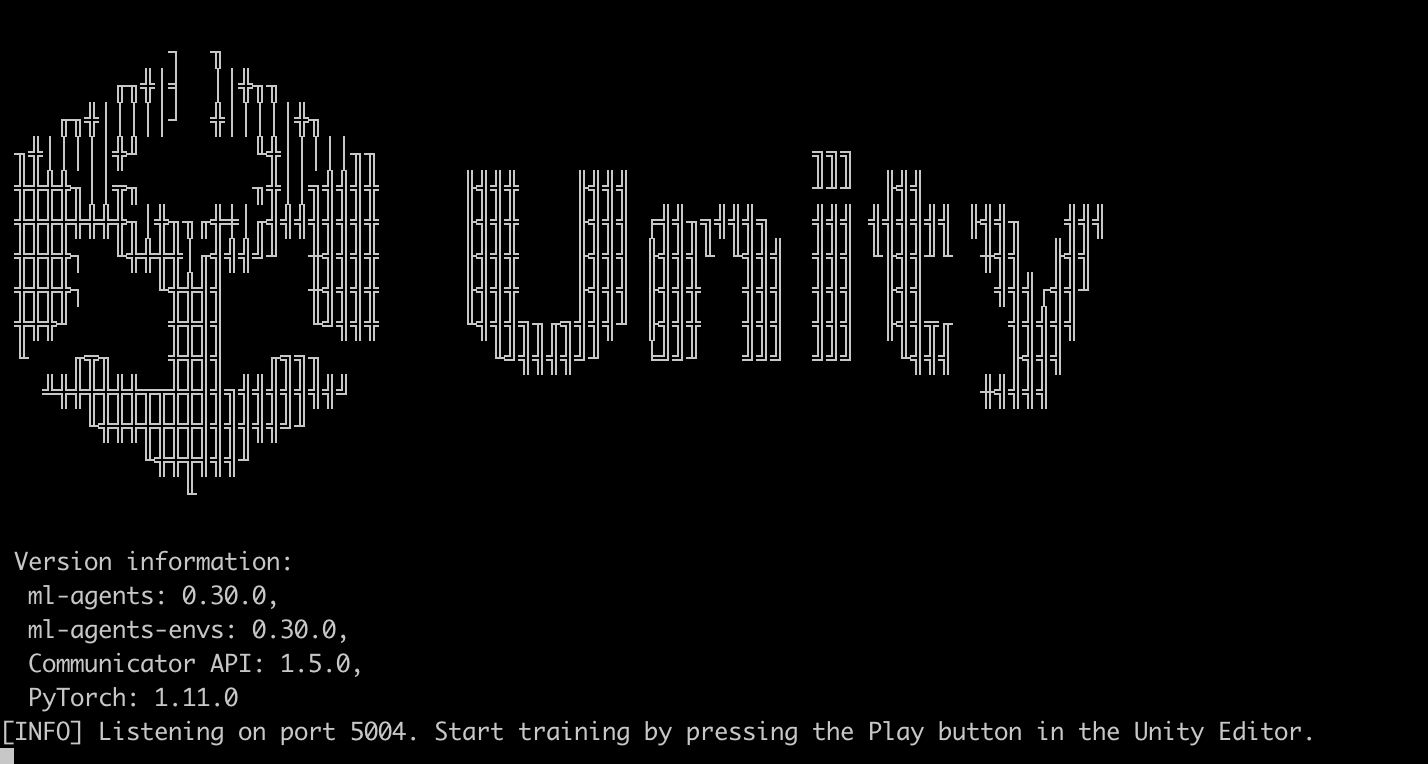 unity
Version information:
ml-agents: 0.30.0,
ml-agents-envs: 0.30.0,
Communicator API: 1.5.0,
PyTorch: 1.11.0
[INFO] Listening on port 5004. Start training by pressing the Play button in the Unity Editor.